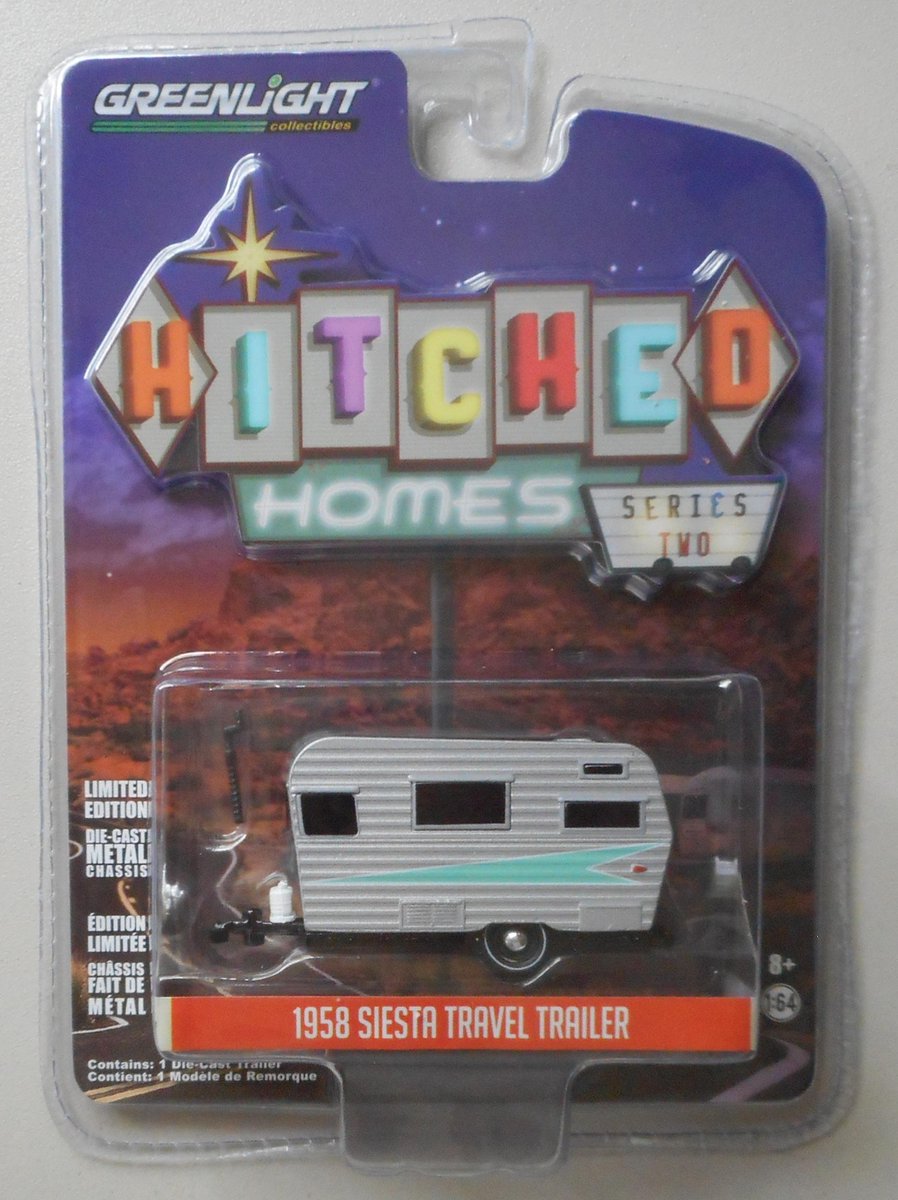 GREENLIGHT
collectibles
HITCHED
HOMES
SERIES
TWO
LIMITED
EDITION
DIE-CAST
METAL
CHASSIS
ÉDITION
LIMITÉE
CHÂSSIS
FAIT DE
MÉTAL
8+
1:64
1958 SIESTA TRAVEL TRAILER
Contains: 1 Die-Cast Trailer
Contient: 1 Modèle de Remorque